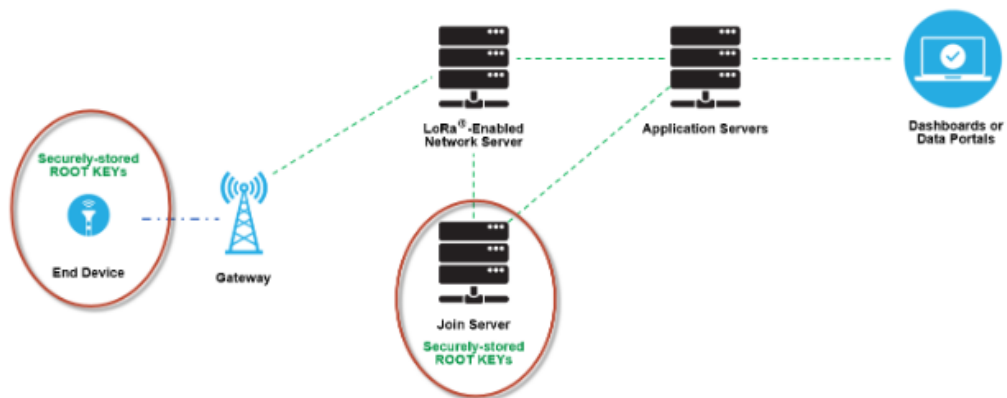 LoRa®-Enabled
Network Server
Application Servers
Dashboards or
Data Portals
Securely-stored
ROOT KEYs
End Device
Gateway
Join Server
Securely-stored
ROOT KEYs